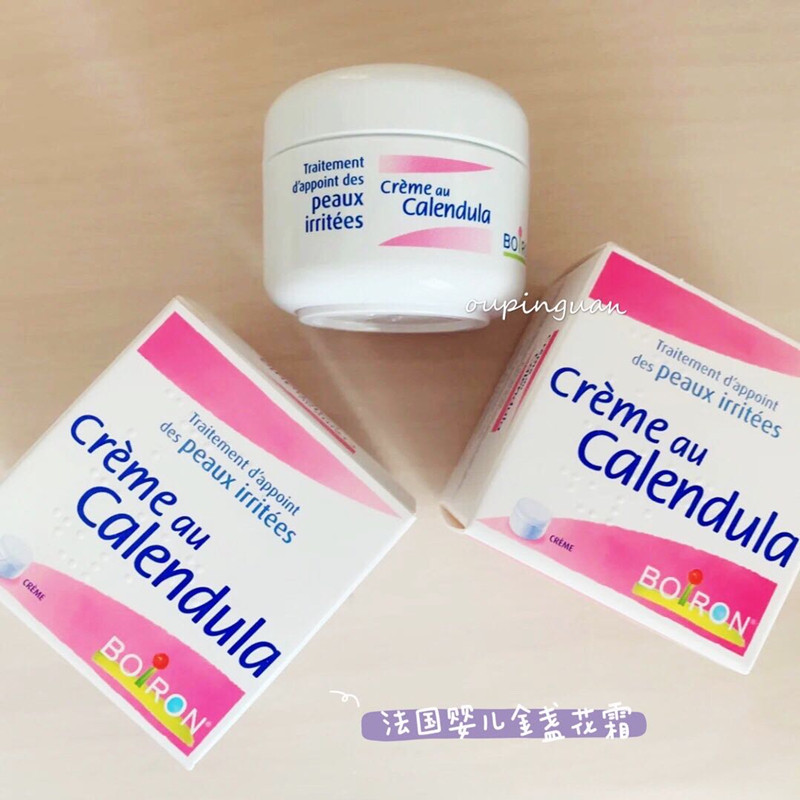 Traitement
d'appoint des
peaux
irritées
Crème au
Calendula
oupinguan
Traitement d'appoint
des peaux irritées
Crème au
Calendula
CRÈME
BOIRON®
Traitement d'appoint
des peaux irritées
Crème au
Calendula
CRÈME
BOIRON®
法国婴儿金盏花霜